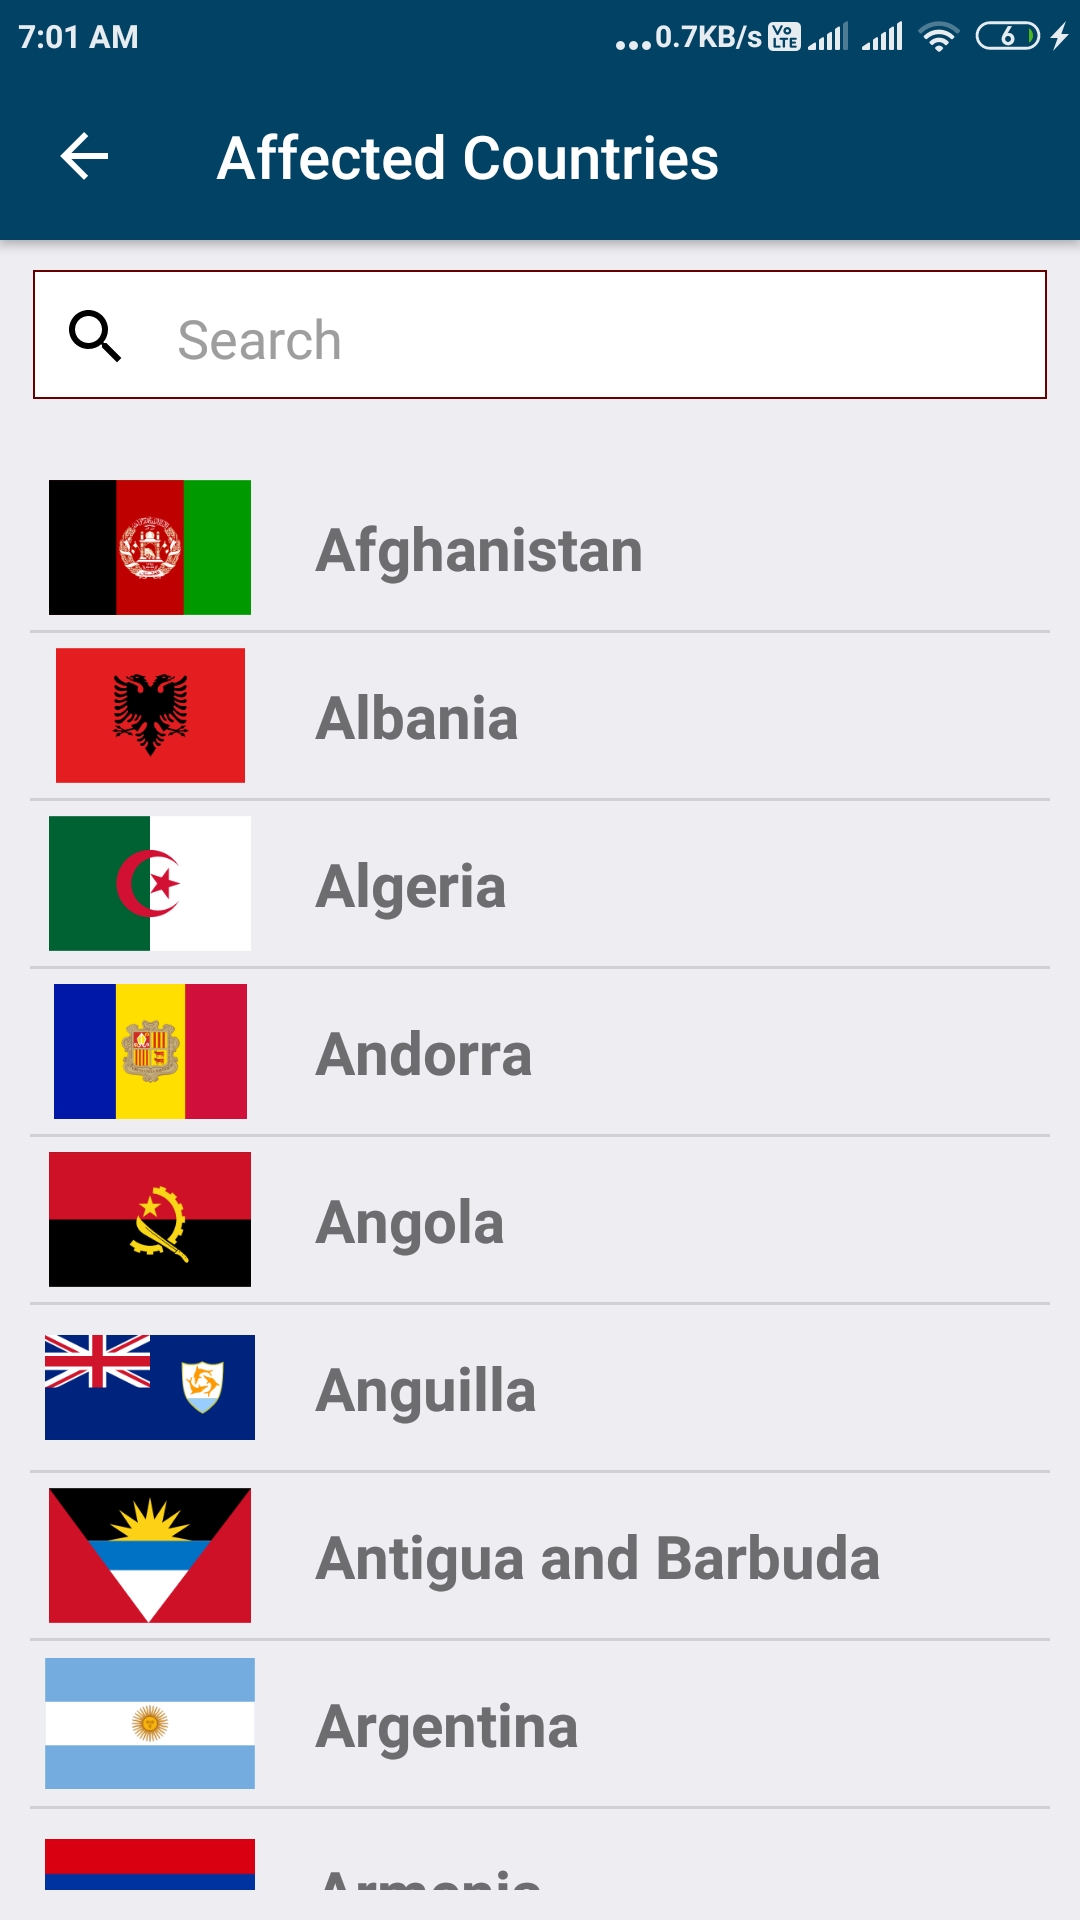 7:01 AM ...0.7KB/s Vo LTE 6
Affected Countries
Search
Afghanistan
Albania
Algeria
Andorra
Angola
Anguilla
Antigua and Barbuda
Argentina
Armenia